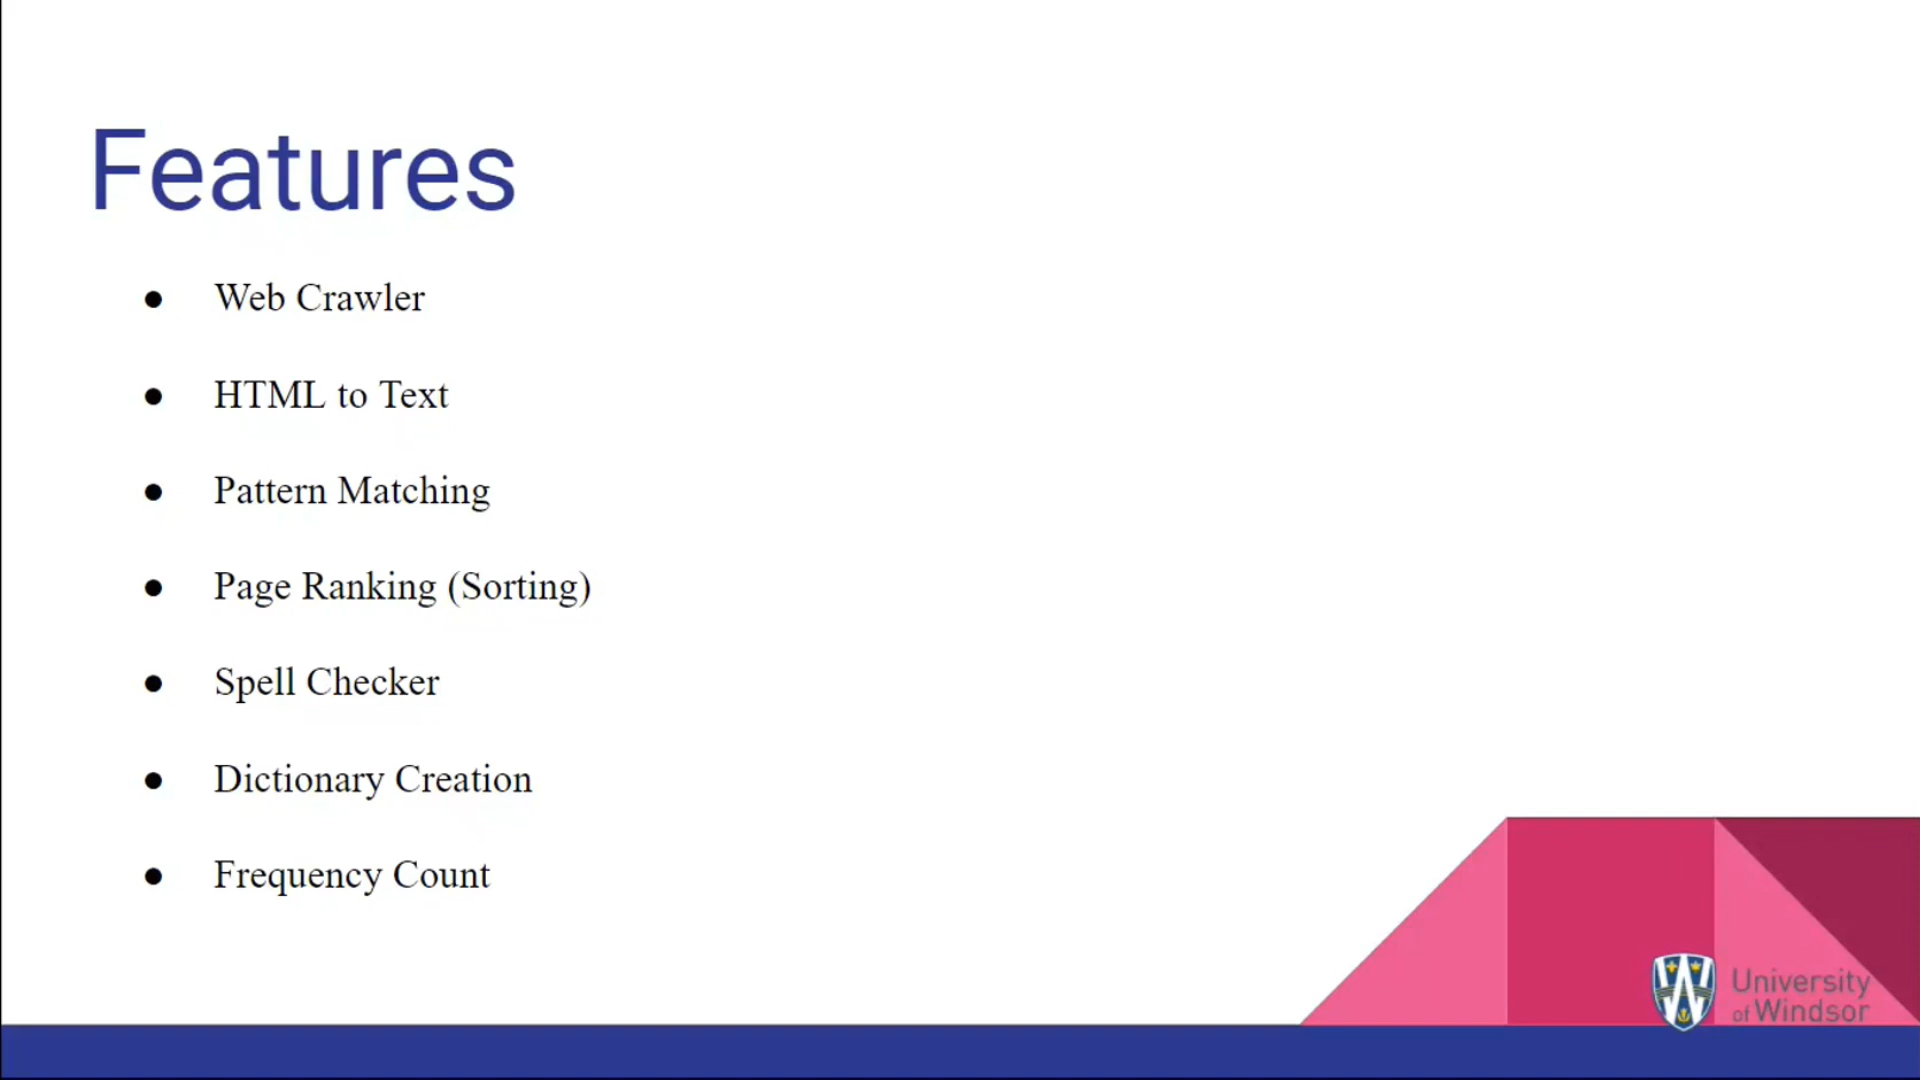 Features
● Web Crawler
● HTML to Text
● Pattern Matching
● Page Ranking (Sorting)
● Spell Checker
● Dictionary Creation
● Frequency Count
University
of Windsor